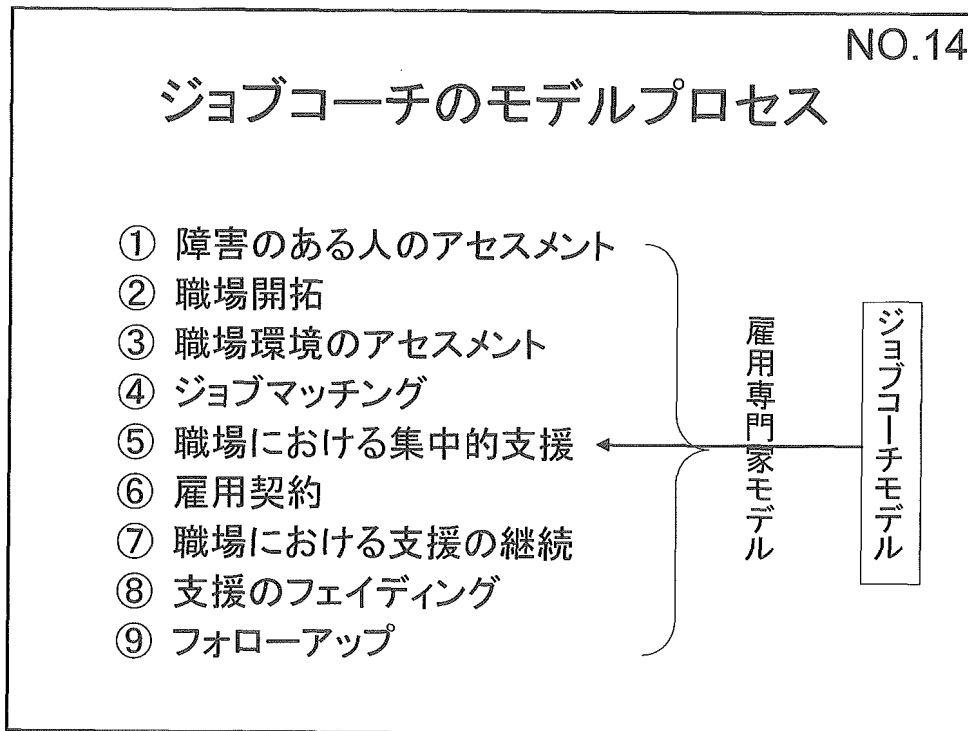 NO.14
ジョブコーチのモデルプロセス
① 障害のある人のアセスメント
② 職場開拓
③ 職場環境のアセスメント
④ ジョブマッチング
⑤ 職場における集中的支援
⑥ 雇用契約
⑦ 職場における支援の継続
⑧ 支援のフェイディング
⑨ フォローアップ
雇用専門家モデル
ジョブコーチモデル